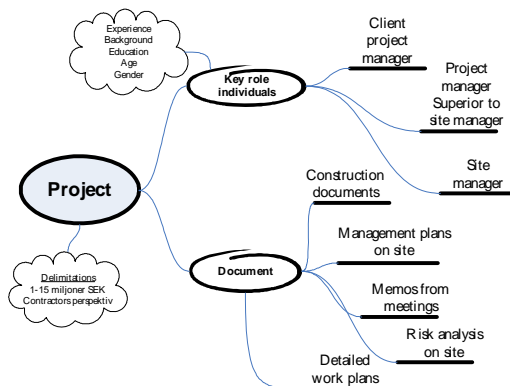 Experience
Background
Education
Age
Gender
Key role
individuals
Client
project
manager
Project
manager
Superior to
site manager
Site
manager
Project
Delimitations
1-15 miljoner SEK
Contractors perspektiv
Document
Construction
documents
Management plans
on site
Memos from
meetings
Risk analysis
on site
Detailed
work plans